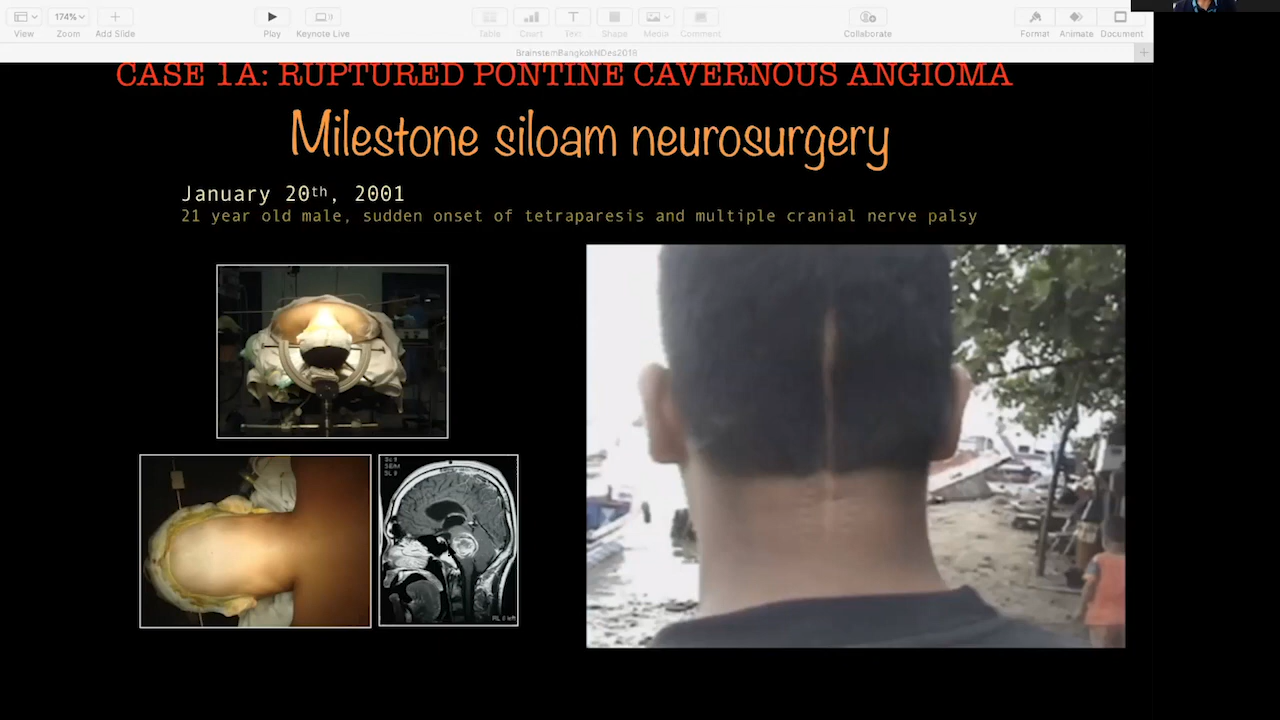 174%
View
Zoom
Add Slide
Play
Keynote Live
Table
Chart
Text
Shape
Media
Comment
Collaborate
Format
Animate
Document
BrainstemBangkokNDec2018
CASE 1A: RUPTURED PONTINE CAVERNOUS ANGIOMA
Milestone siloam neurosurgery
January 20th, 2001
21 year old male, sudden onset of tetraparesis and multiple cranial nerve palsy